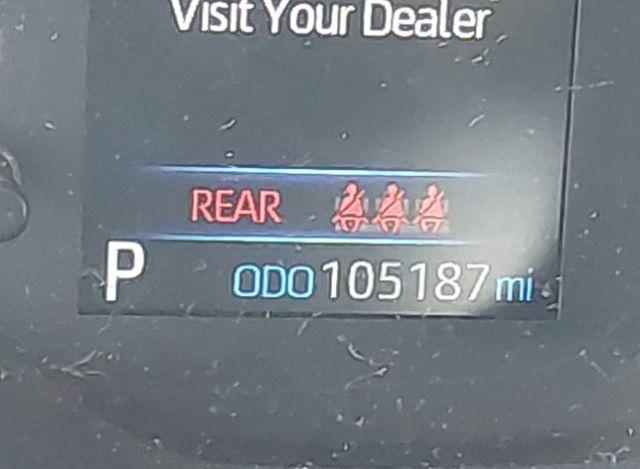 Visit Your Dealer
REAR
P ODO 105187 mi